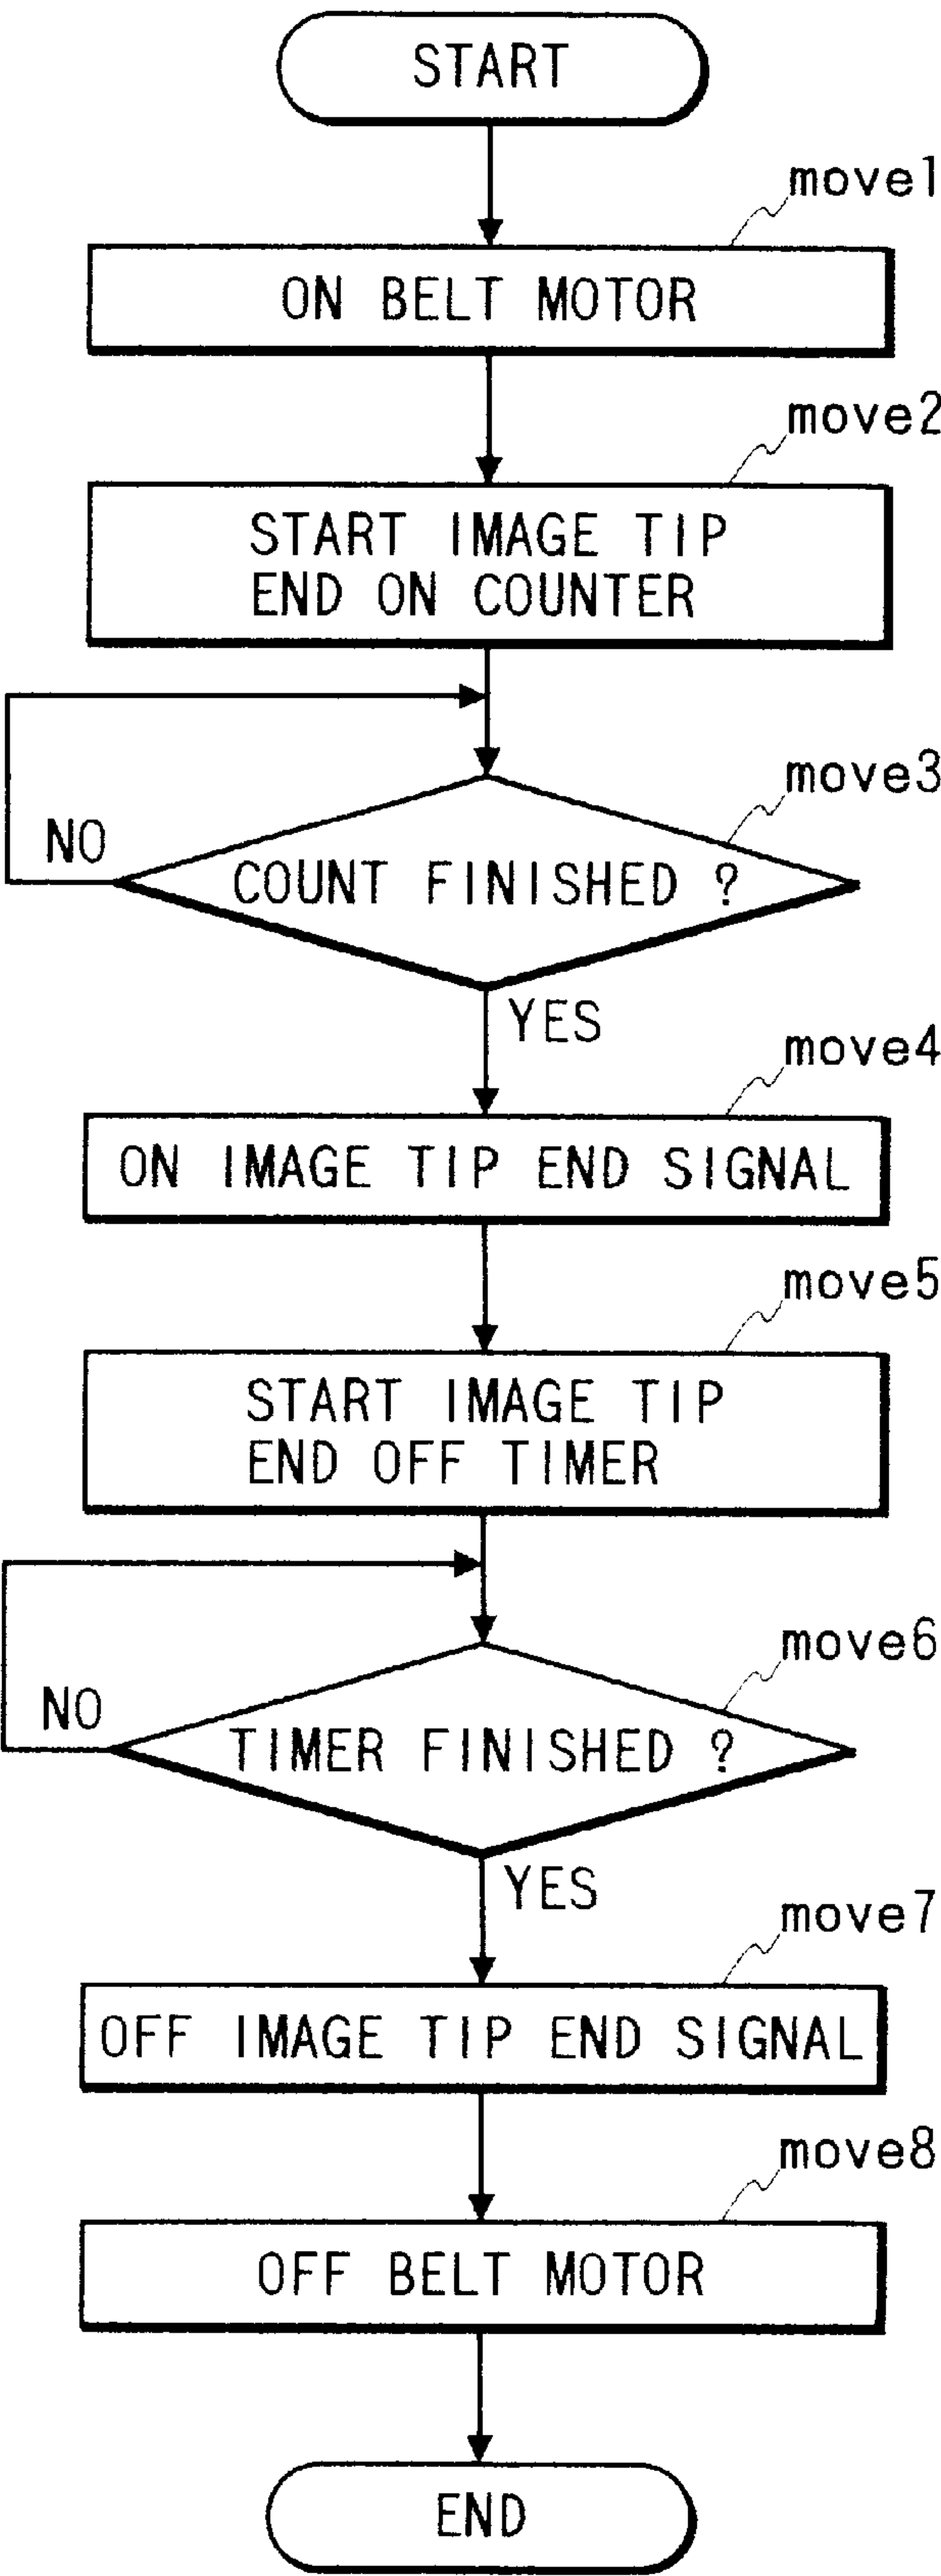 START
move1
ON BELT MOTOR
move2
START IMAGE TIP
END ON COUNTER
move3
NO
COUNT FINISHED ?
YES
move4
ON IMAGE TIP END SIGNAL
move5
START IMAGE TIP
END OFF TIMER
move6
NO
TIMER FINISHED ?
YES
move7
OFF IMAGE TIP END SIGNAL
move8
OFF BELT MOTOR
END